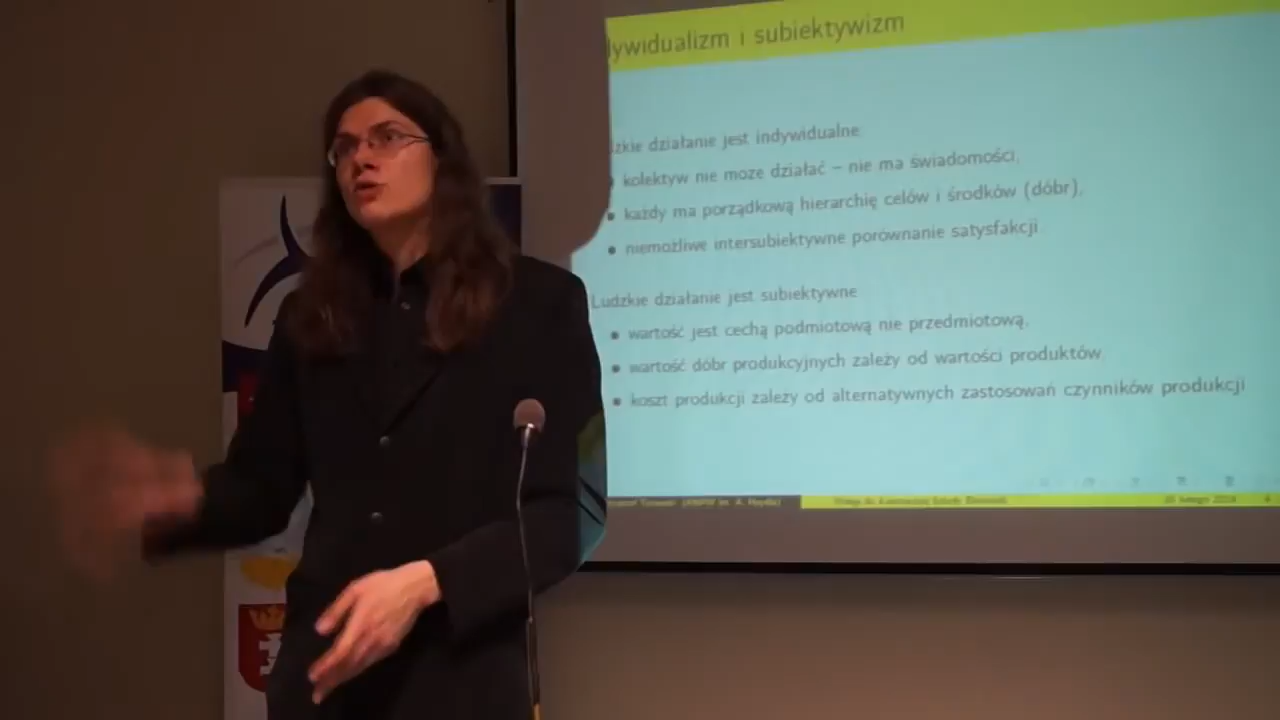 dywidualizm i subiektywizm
dzkie działanie jest indywidualne
kolektyw nie może działać – nie ma świadomości,
każdy ma porządkową hierarchię celów i środków (dóbr),
niemożliwe intersubiektywne porównanie satysfakcji
Ludzkie działanie jest subiektywne
wartość jest cechą podmiotową nie przedmiotową,
wartość dóbr produkcyjnych zależy od wartości produktów,
koszt produkcji zależy od alternatywnych zastosowań czynników produkcji